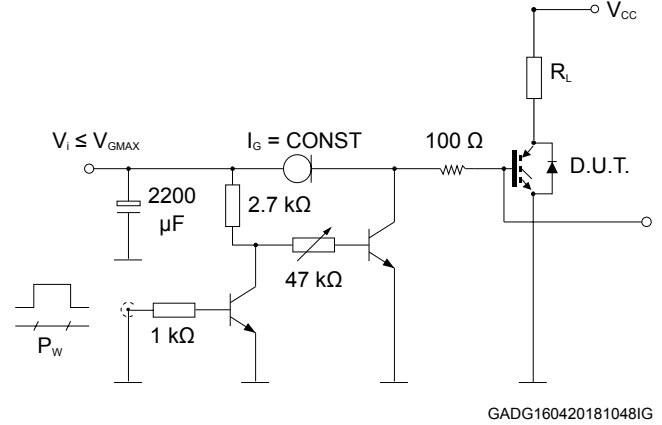 V_CC
R_L
V_i ≤ V_GMAX
I_G = CONST
100 Ω
D.U.T.
2200
μF
2.7 kΩ
47 kΩ
1 kΩ
P_W
GADG160420181048IG